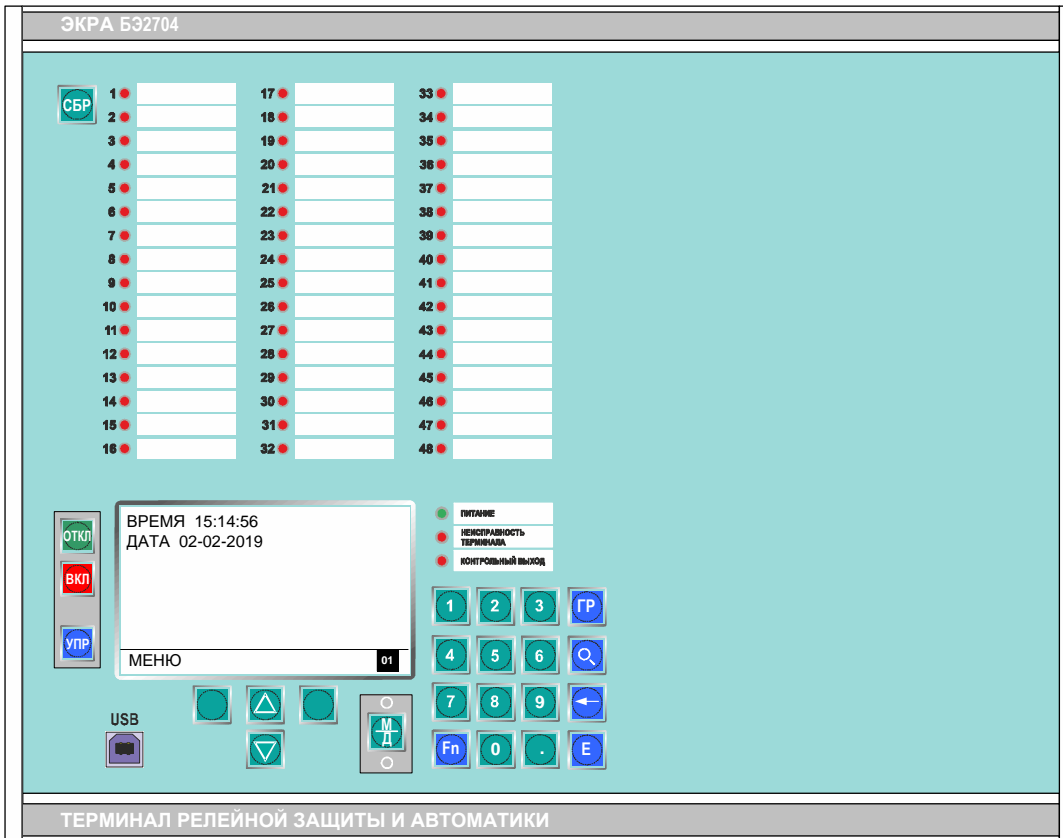 ЭКРА БЭ2704
СБР
1 17 33
2 18 34
3 19 35
4 20 36
5 21 37
6 22 38
7 23 39
8 24 40
9 25 41
10 26 42
11 27 43
12 28 44
13 29 45
14 30 46
15 31 47
16 32 48
ОТКЛ
ВКЛ
УПР
ВРЕМЯ 15:14:56
ДАТА 02-02-2019
МЕНЮ 01
ПИТАНИЕ
НЕИСПРАВНОСТЬ
ТЕРМИНАЛА
КОНТРОЛЬНЫЙ ВЫХОД
1 2 3 ГР
4 5 6
7 8 9
Fn 0 . E
М
Д
USB
ТЕРМИНАЛ РЕЛЕЙНОЙ ЗАЩИТЫ И АВТОМАТИКИ